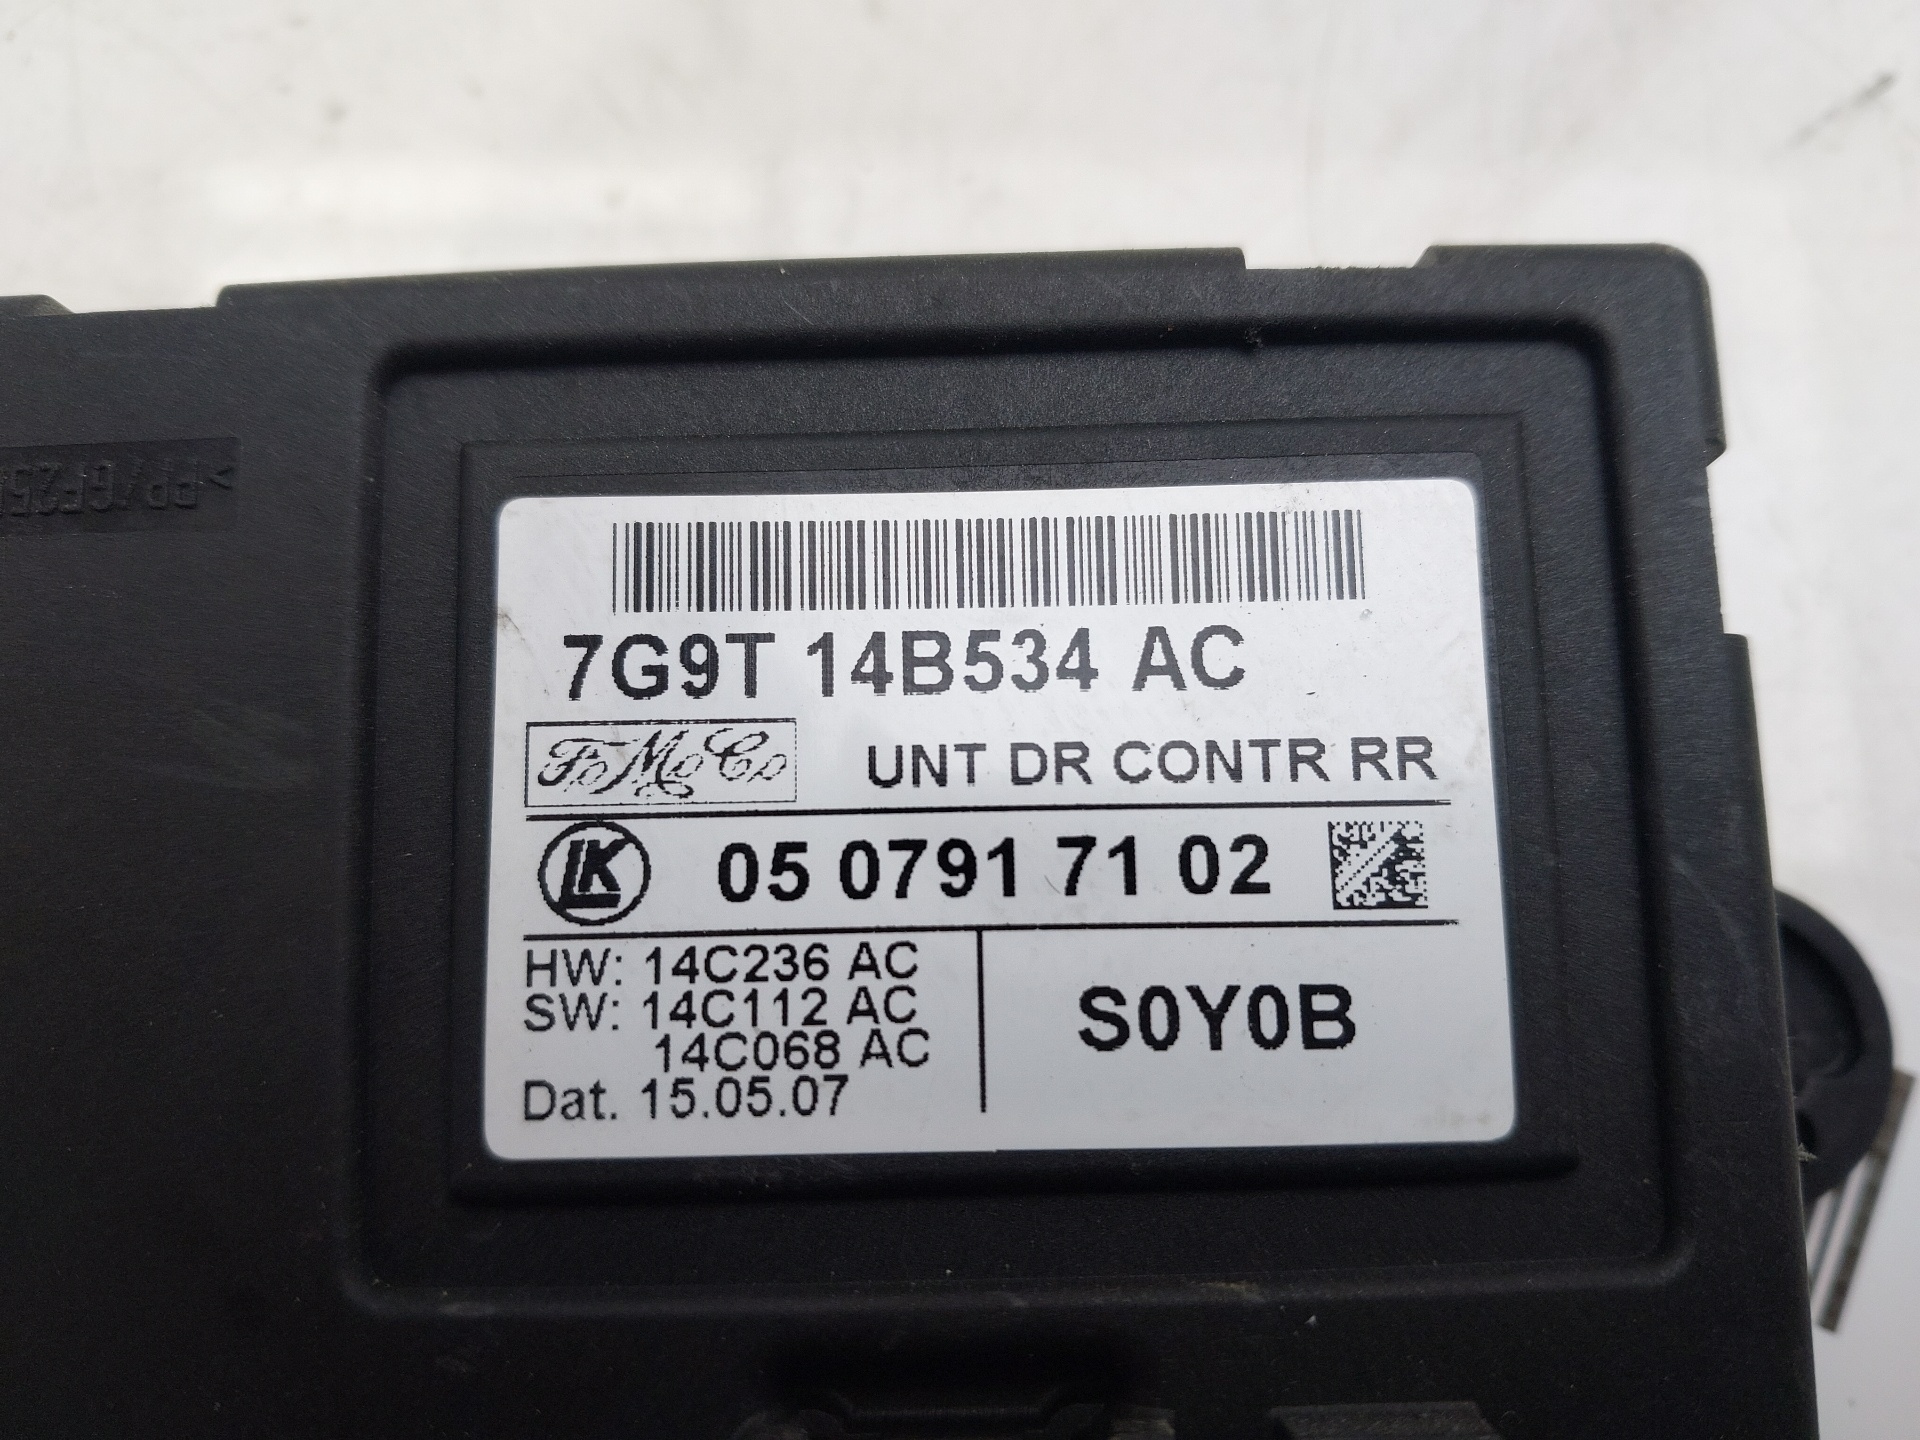 7G9T 14B534 AC
FoMoCo
UNT DR CONTR RR
LK
05 0791 71 02
HW: 14C236 AC
SW: 14C112 AC
14C068 AC
Dat. 15.05.07
S0Y0B